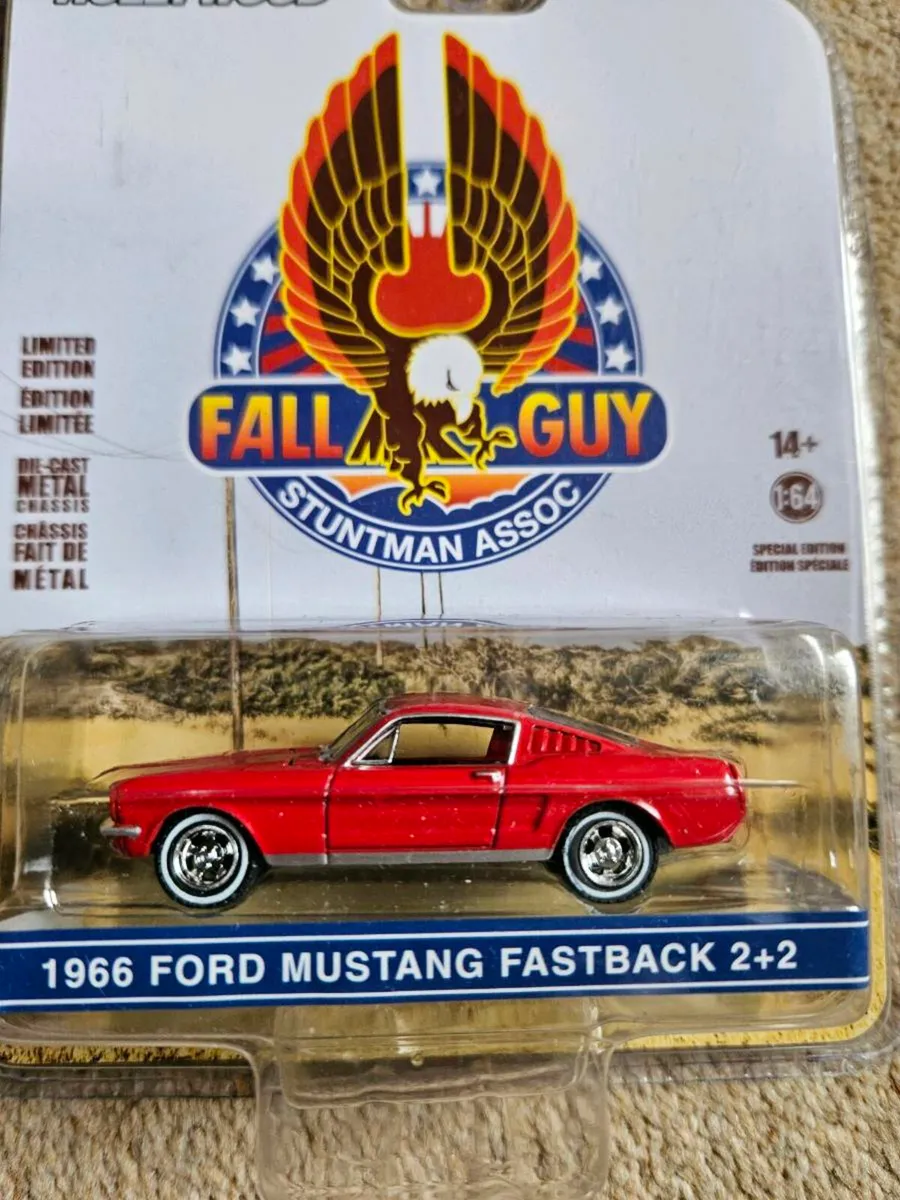 HOLLYWOOD
FALL GUY
STUNTMAN ASSOC
LIMITED
EDITION
ÉDITION
LIMITÉE
DIE-CAST
METAL
CHASSIS
CHÂSSIS
FAIT DE
MÉTAL
14+
1:64
SPECIAL EDITION
ÉDITION SPÉCIALE
1966 FORD MUSTANG FASTBACK 2+2